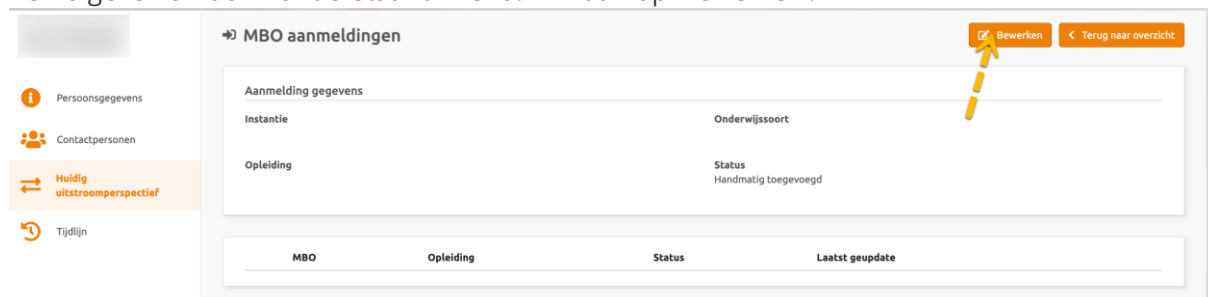 MBO aanmeldingen
Bewerken
Terug naar overzicht
Persoonsgegevens
Contactpersonen
Huidig
uitstroomperspectief
Tijdlijn
Aanmelding gegevens
Instantie
Onderwijssoort
Opleiding
Status
Handmatig toegevoegd
MBO Opleiding Status Laatst geupdate